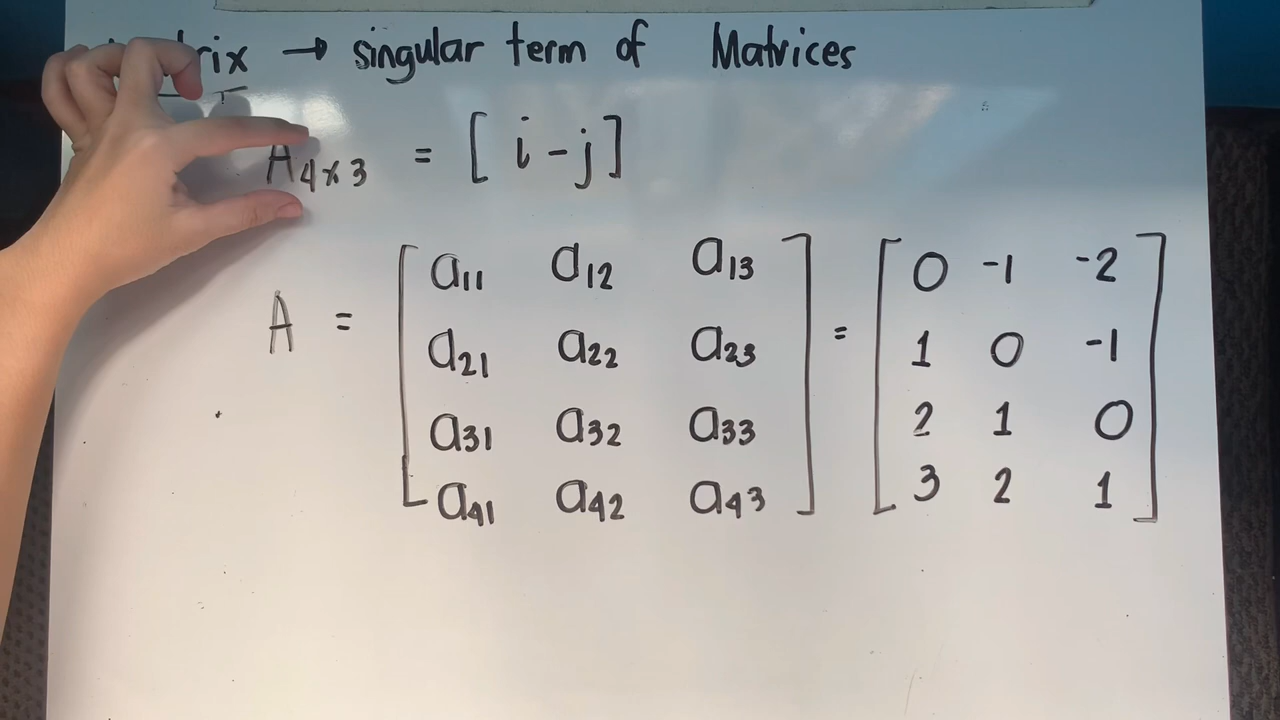 → singular term of Matrices
A4x3 = [ i - j ]
A = [ a11 a12 a13 ] = [ 0 -1 -2 ]
a21 a22 a23 1 0 -1
a31 a32 a33 2 1 0
a41 a42 a43 3 2 1